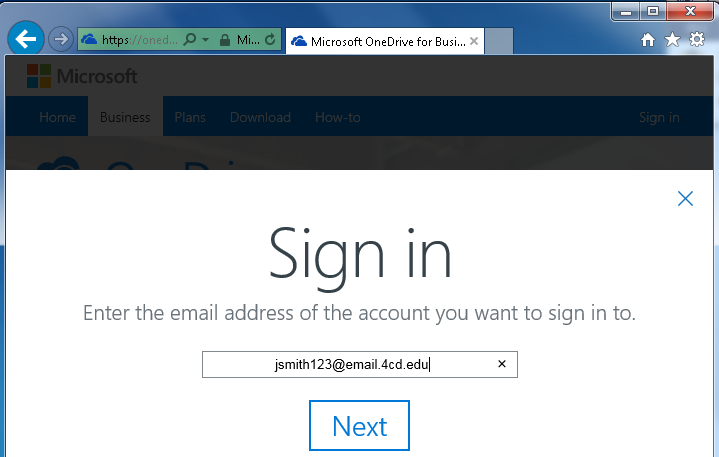 https://oned... Mi...
Microsoft OneDrive for Busi...
Microsoft
Home Business Plans Download How-to Sign in
OneDrive
Sign in
Enter the email address of the account you want to sign in to.
jsmith123@email.4cd.edu
Next